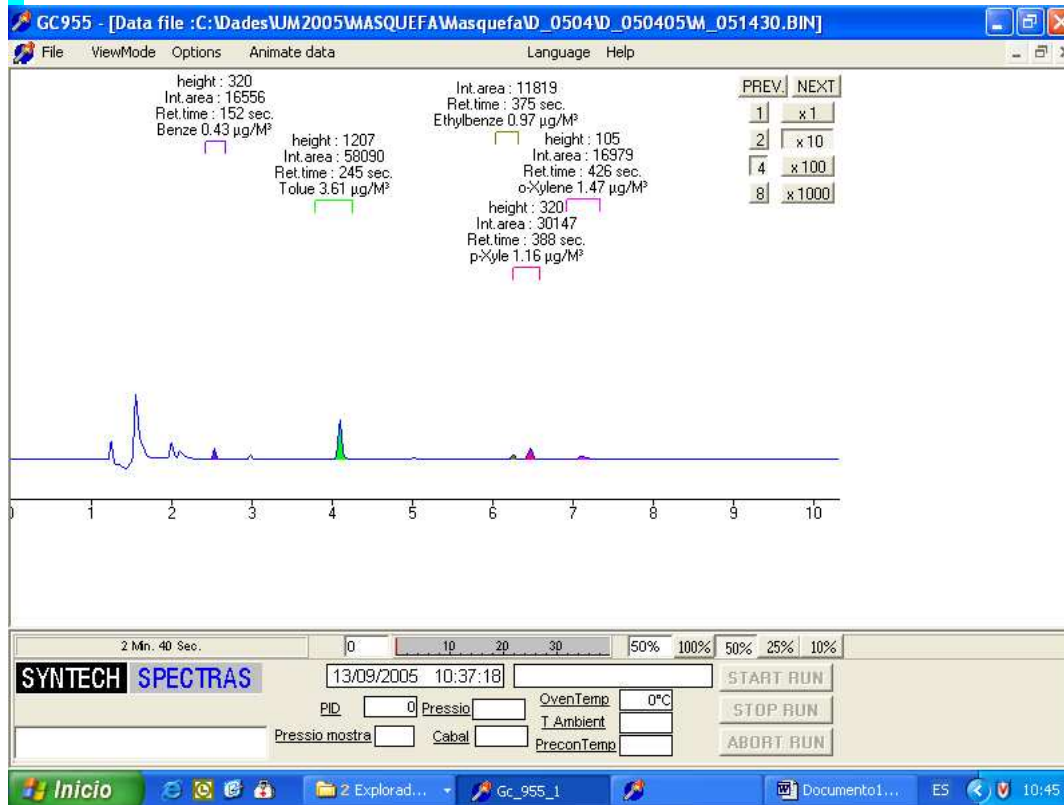 GC955 - [Data file :C:\Dades\UM2005\MASQUEFA\Masquefa\D_0504\D_050405\M_051430.BIN]
File ViewMode Options Animate data Language Help
height : 320
Int.area : 16556
Ret.time : 152 sec.
Benze 0.43 µg/M³
height : 1207
Int.area : 58090
Ret.time : 245 sec.
Tolue 3.61 µg/M³
Int.area : 11819
Ret.time : 375 sec.
Ethylbenze 0.97 µg/M³
height : 105
Int.area : 16979
Ret.time : 426 sec.
o-Xylene 1.47 µg/M³
height : 320
Int.area : 30147
Ret.time : 388 sec.
p-Xyle 1.16 µg/M³
PREV. NEXT
1 x 1
2 x 10
4 x 100
8 x 1000
0 1 2 3 4 5 6 7 8 9 10
2 Min. 40 Sec. 0 10 20 30 50% 100% 50% 25% 10%
SYNTECH SPECTRAS 13/09/2005 10:37:18 START RUN
PID 0 Pressio OvenTemp 0°C
T Ambient STOP RUN
Pressio mostra Cabal PreconTemp ABORT RUN
Inicio 2 Explorad... Gc_955_1 Documento1... ES 10:45